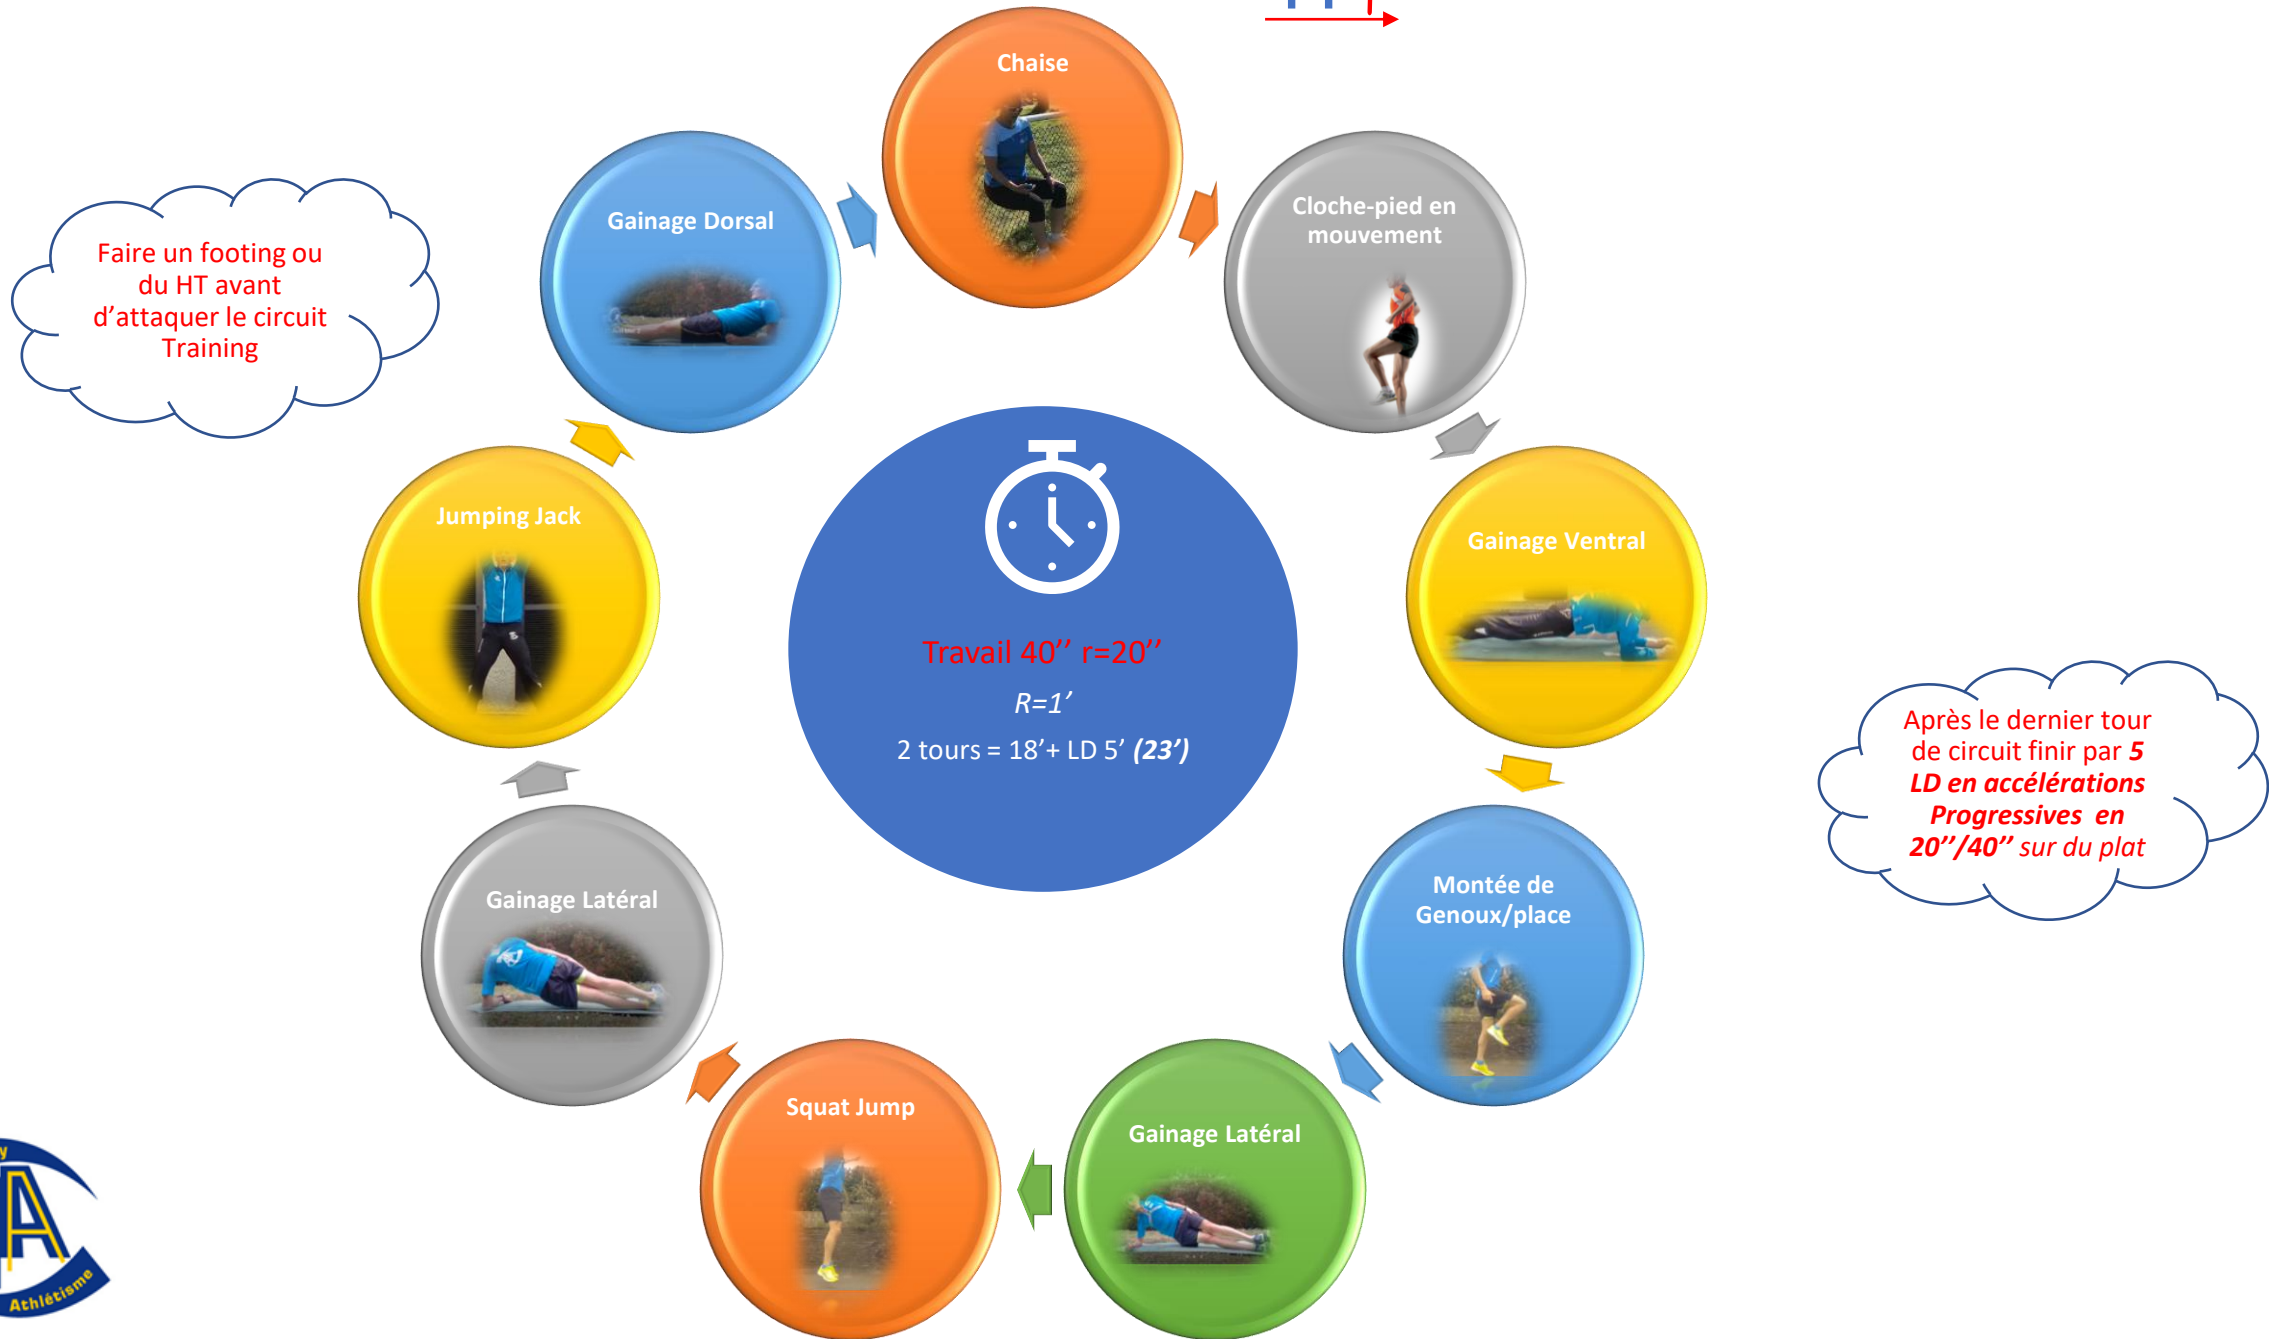 Chaise
Cloche-pied en
mouvement
Gainage Ventral
Montée de
Genoux/place
Gainage Latéral
Squat Jump
Gainage Latéral
Jumping Jack
Gainage Dorsal
Faire un footing ou
du HT avant
d’attaquer le circuit
Training
Travail 40’’ r=20’’
R=1’
2 tours = 18’+ LD 5’ (23’)
Après le dernier tour
de circuit finir par 5
LD en accélérations
Progressives en
20’’/40’’ sur du plat
Athlétisme